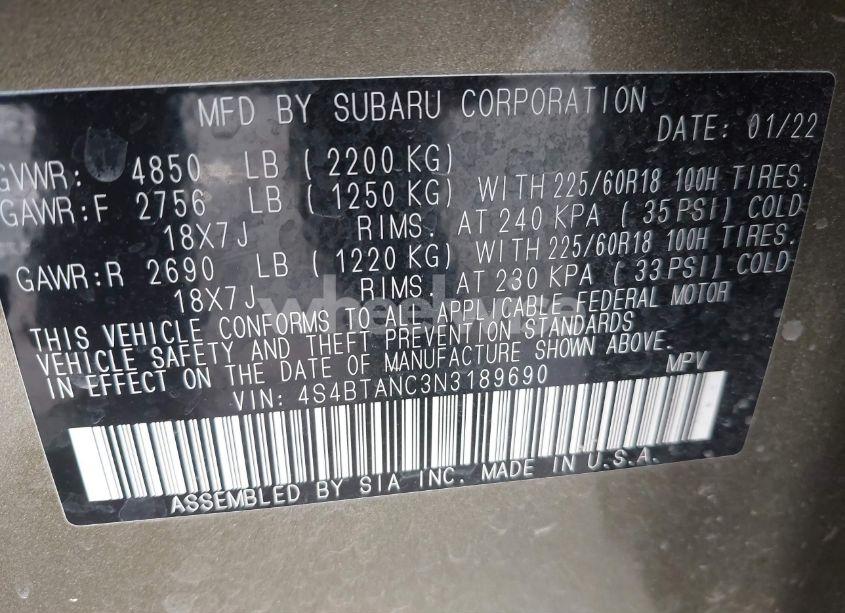 MFD BY SUBARU CORPORATION
DATE: 01/22
GVWR: 4850 LB (2200 KG)
GAWR:F 2756 LB (1250 KG) WITH 225/60R18 100H TIRES.
18X7J RIMS. AT 240 KPA (35 PSI) COLD
GAWR:R 2690 LB (1220 KG) WITH 225/60R18 100H TIRES.
18X7J RIMS. AT 230 KPA (33 PSI) COLD
THIS VEHICLE CONFORMS TO ALL APPLICABLE FEDERAL MOTOR
VEHICLE SAFETY AND THEFT PREVENTION STANDARDS
IN EFFECT ON THE DATE OF MANUFACTURE SHOWN ABOVE.
VIN: 4S4BTANC3N3189690 MPV
ASSEMBLED BY SIA INC. MADE IN U.S.A.